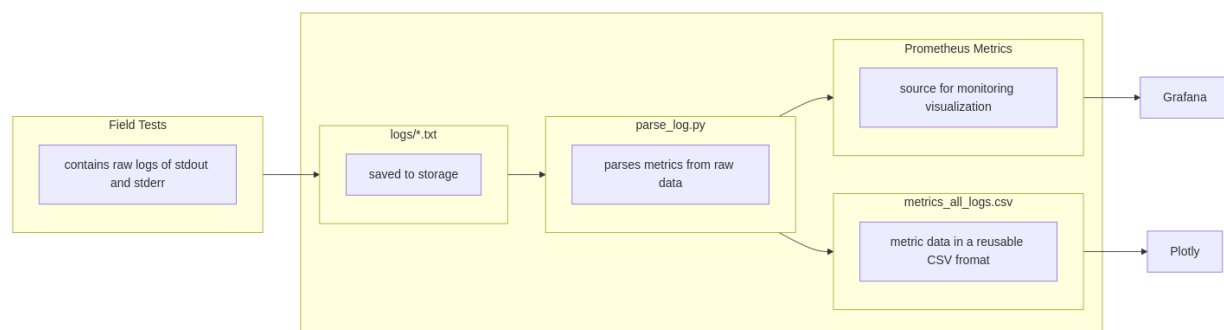 Field Tests
contains raw logs of stdout
and stderr
logs/*.txt
saved to storage
parse_log.py
parses metrics from raw
data
Prometheus Metrics
source for monitoring
visualization
Grafana
metrics_all_logs.csv
metric data in a reusable
CSV fromat
Plotly